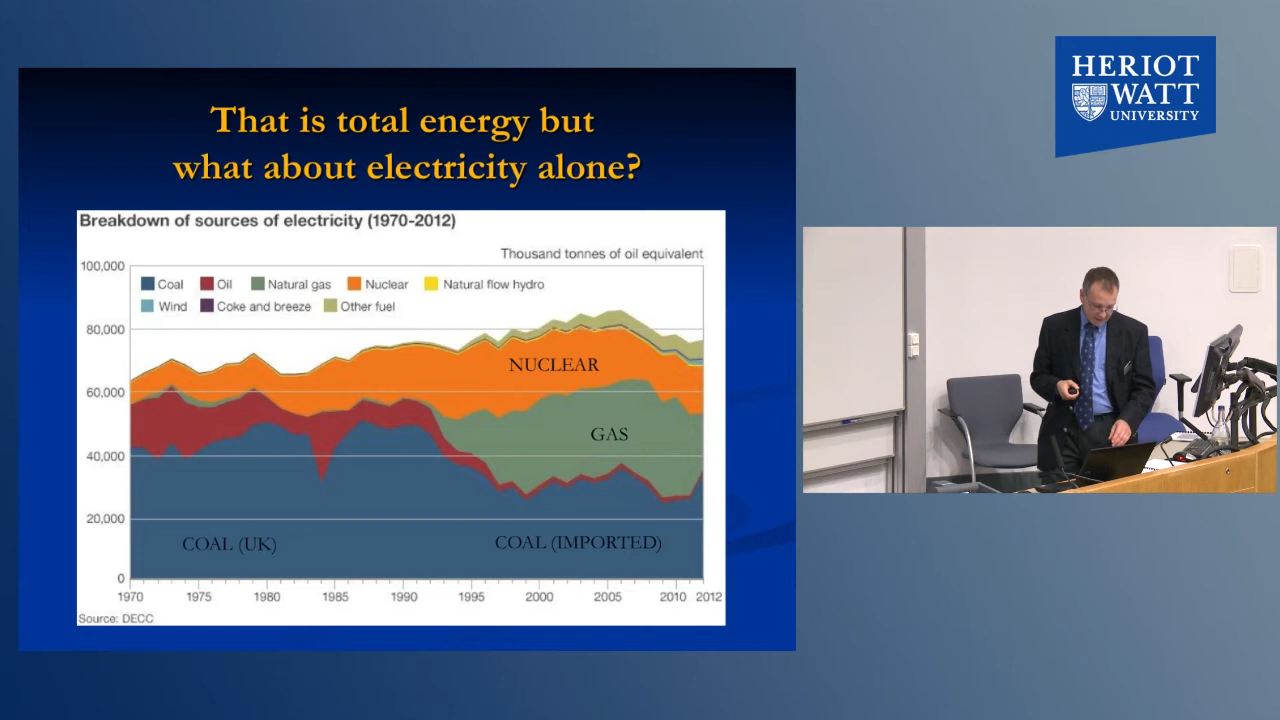 That is total energy but
what about electricity alone?
Breakdown of sources of electricity (1970-2012)
Thousand tonnes of oil equivalent
100,000
Coal
Oil
Natural gas
Nuclear
Natural flow hydro
Wind
Coke and breeze
Other fuel
80,000
NUCLEAR
60,000
GAS
40,000
20,000
COAL (UK)
COAL (IMPORTED)
0
1970
1975
1980
1985
1990
1995
2000
2005
2010
2012
Source: DECC
HERIOT
WATT
UNIVERSITY